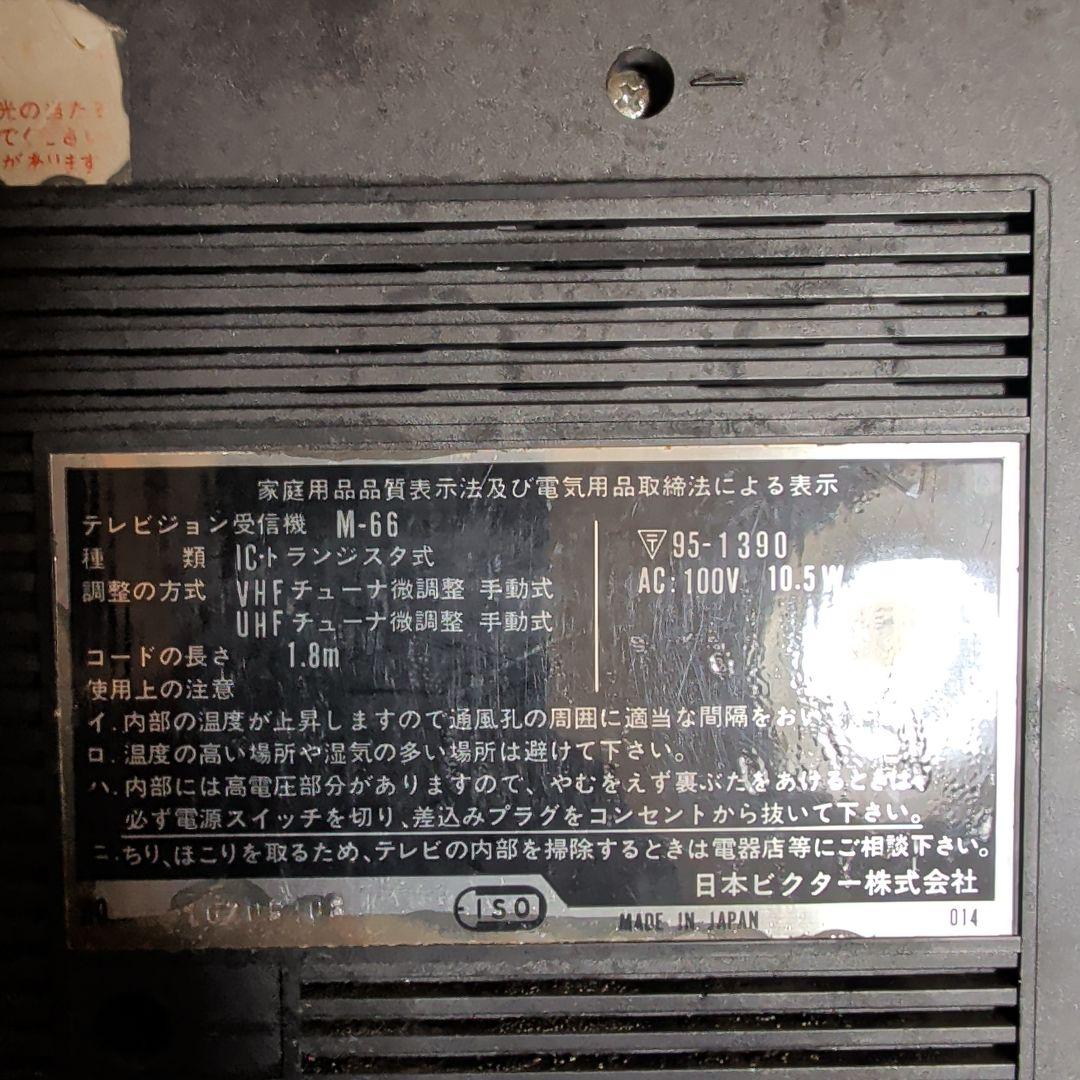 光の当た
が あります
家庭用品品質表示法及び電気用品取締法による表示
テレビジョン受信機 M-66
種 類 IC・トランジスタ式
調整の方式 VHFチューナ微調整 手動式
UHFチューナ微調整 手動式
コードの長さ 1.8m
使用上の注意
〒95-1390
AC:100V 10.5W
イ.内部の温度が上昇しますので通風孔の周囲に適当な間隔をおい
ロ.温度の高い場所や湿気の多い場所は避けて下さい。
ハ.内部には高電圧部分がありますので、やむをえず裏ぶたをあけるときは、
必ず電源スイッチを切り、差込みプラグをコンセントから抜いて下さい。
ニ.ちり、ほこりを取るため、テレビの内部を掃除するときは電器店等にご相談下さい。
日本ビクター株式会社
NO.
ISO
MADE IN JAPAN
014